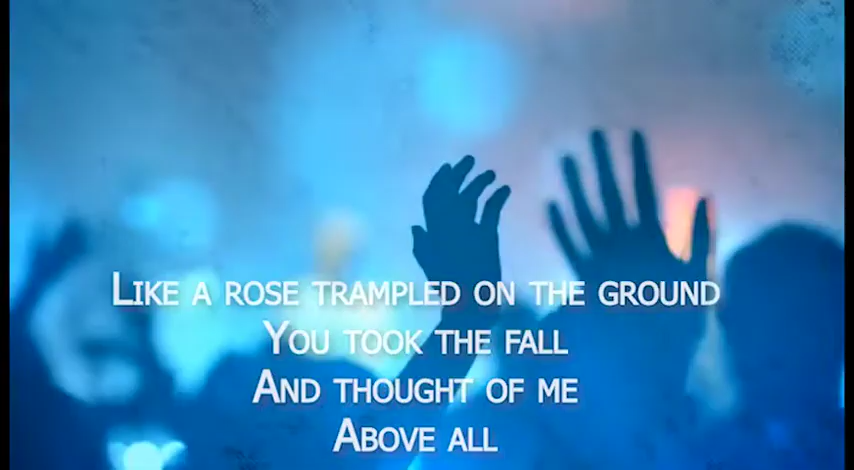 Like a rose trampled on the ground
You took the fall
And thought of me
Above all